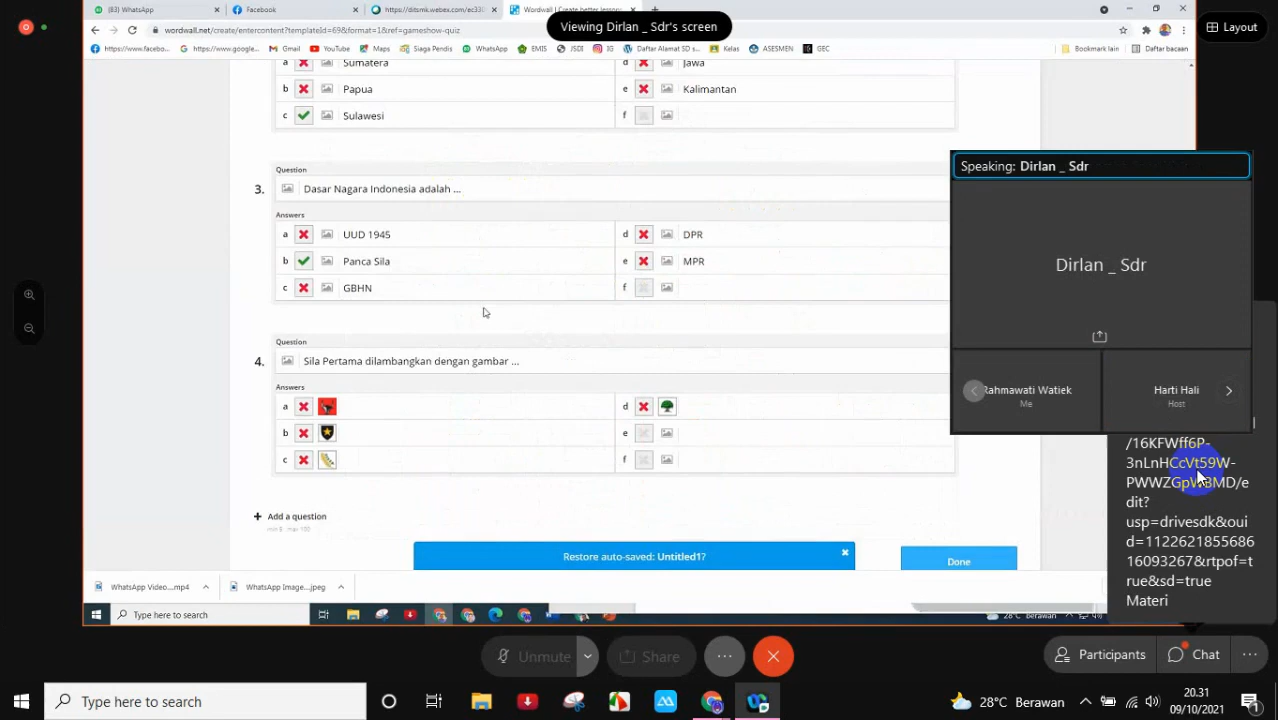 (83) WhatsApp
Facebook
https://ditsmk.webex.com/ec33
Wordwall | Create better lesson
Viewing Dirlan _ Sdr's screen
Layout
wordwall.net/create/entercontent?templateId=69&format=1&ref=gameshow-quiz
https://www.facebo...
https://www.google...
Gmail
YouTube
Maps
Siaga Pendis
WhatsApp
EMIS
JSDI
IG
Daftar Alamat SD s...
Kelas
ASESMEN
GEC
Bookmark lain
Daftar bacaan
a Sumatera
d Jawa
b Papua
e Kalimantan
c Sulawesi
f
Question
3. Dasar Nagara Indonesia adalah ...
Answers
a UUD 1945
d DPR
b Panca Sila
e MPR
c GBHN
f
Question
4. Sila Pertama dilambangkan dengan gambar ...
Answers
a
d
b
e
c
f
+ Add a question
Restore auto-saved: Untitled1?
Done
WhatsApp Video....mp4
WhatsApp Image....jpeg
Type here to search
28°C Berawan
Speaking: Dirlan _ Sdr
Dirlan _ Sdr
Rahmawati Watiek
Me
Harti Hali
Host
/16KFWff6P-
3nLnHCcVt59W-
PWWZGpWBMD/e
dit?
usp=drivesdk&oui
d=1122621855686
16093267&rtpof=t
rue&sd=true
Materi
Unmute
Share
Participants
Chat
Type here to search
28°C Berawan
20.31
09/10/2021